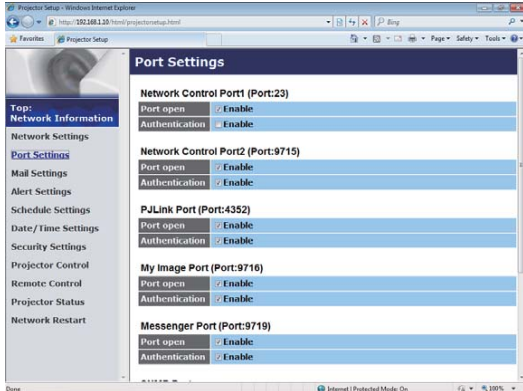 Projector Setup - Windows Internet Explorer
http://192.168.1.10/html/projectorsetup.html
Bing
Favorites Projector Setup Page Safety Tools
Top:
Network Information
Network Settings
Port Settings
Mail Settings
Alert Settings
Schedule Settings
Date/Time Settings
Security Settings
Projector Control
Remote Control
Projector Status
Network Restart
Port Settings
Network Control Port1 (Port:23)
Port open Enable
Authentication Enable
Network Control Port2 (Port:9715)
Port open Enable
Authentication Enable
PJLink Port (Port:4352)
Port open Enable
Authentication Enable
My Image Port (Port:9716)
Port open Enable
Authentication Enable
Messenger Port (Port:9719)
Port open Enable
Authentication Enable
Done Internet | Protected Mode: On 100%